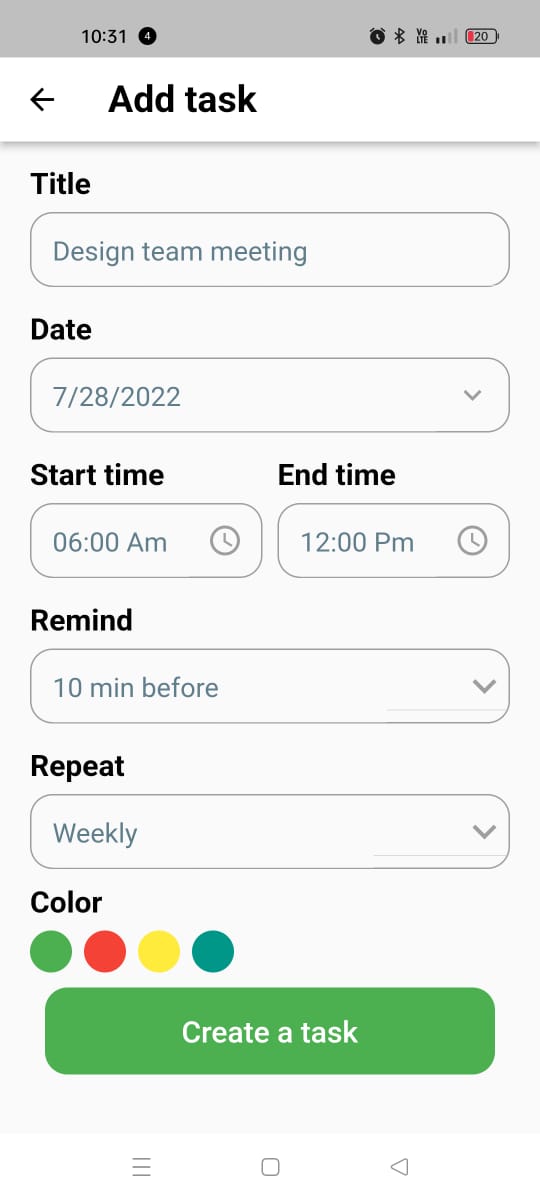 10:31 4 Vo LTE 20
Add task
Title
Design team meeting
Date
7/28/2022
Start time End time
06:00 Am 12:00 Pm
Remind
10 min before
Repeat
Weekly
Color
Create a task